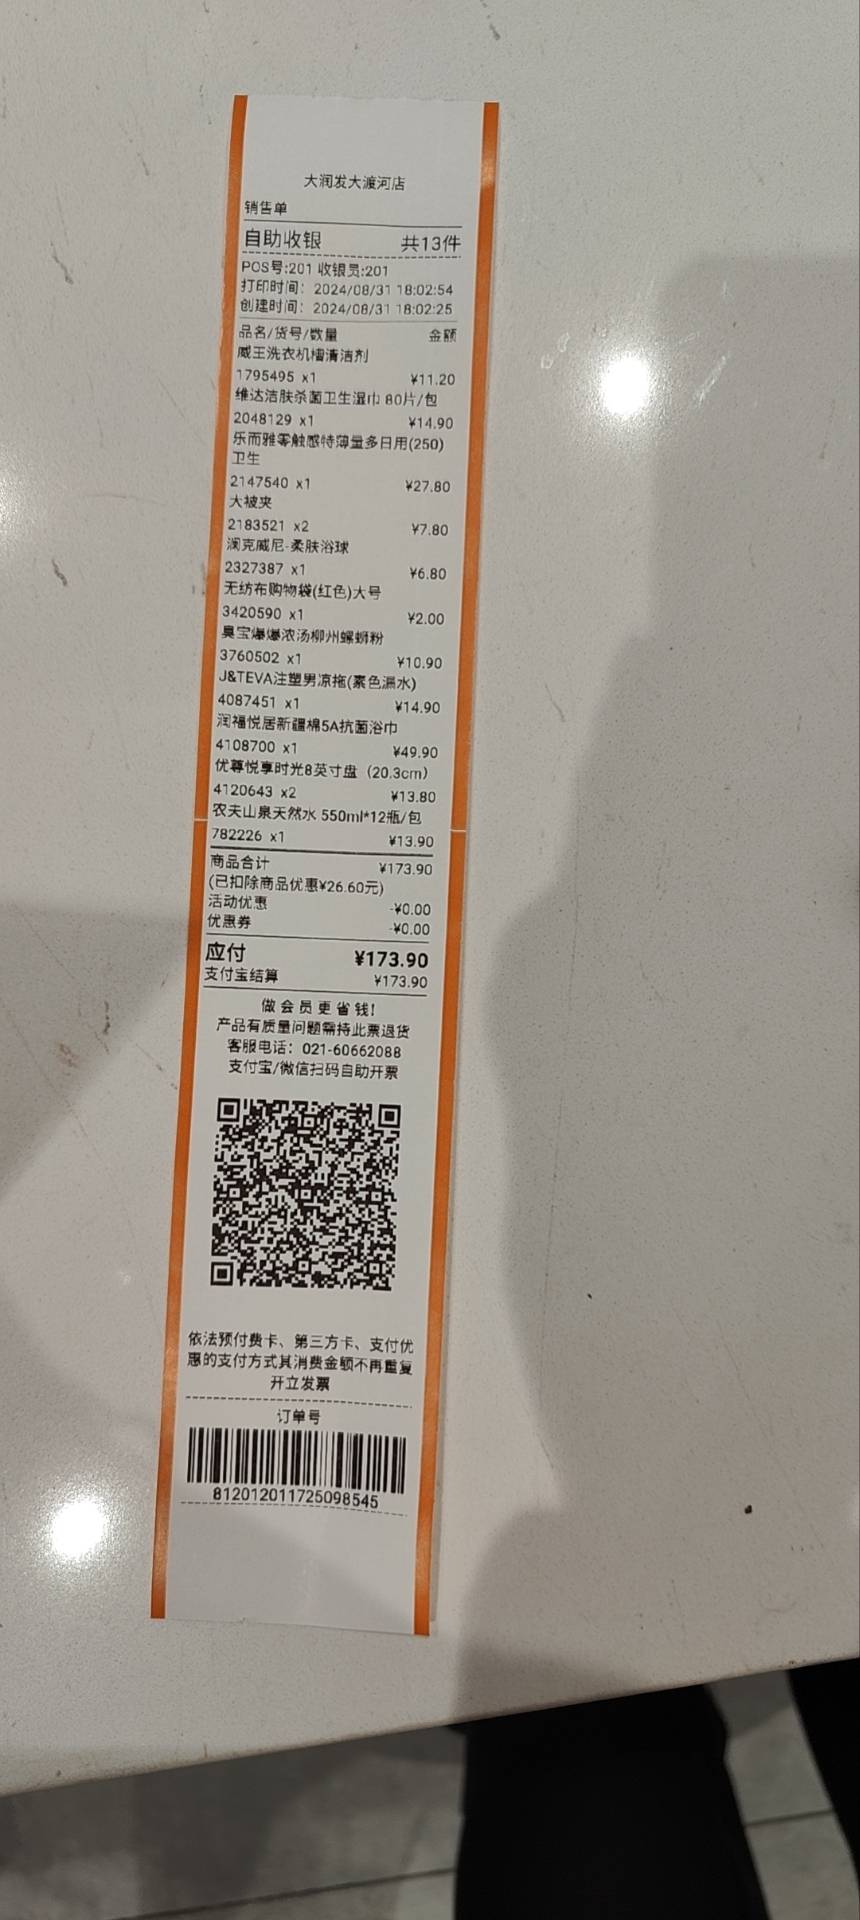 大润发大渡河店
销售单
自助收银 共13件
POS号:201 收银员:201
打印时间：2024/08/31 18:02:54
创建时间：2024/08/31 18:02:25
品名/货号/数量 金额
威王洗衣机槽清洁剂
1795495 x1 ¥11.20
维达洁肤杀菌卫生湿巾 80片/包
2048129 x1 ¥14.90
乐而雅零触感特薄量多日用(250)
卫生
2147540 x1 ¥27.80
大被夹
2183521 x2 ¥7.80
澜克威尼-柔肤浴球
2327387 x1 ¥6.80
无纺布购物袋(红色)大号
3420590 x1 ¥2.00
臭宝爆爆浓汤柳州螺蛳粉
3760502 x1 ¥10.90
J&TEVA注塑男凉拖(素色漏水)
4087451 x1 ¥14.90
润福悦居新疆棉5A抗菌浴巾
4108700 x1 ¥49.90
优尊悦享时光8英寸盘（20.3cm）
4120643 x2 ¥13.80
农夫山泉天然水 550ml*12瓶/包
782226 x1 ¥13.90
商品合计 ¥173.90
(已扣除商品优惠¥26.60元)
活动优惠 -¥0.00
优惠券 -¥0.00
应付 ¥173.90
支付宝结算 ¥173.90
做会员更省钱!
产品有质量问题需持此票退货
客服电话：021-60662088
支付宝/微信扫码自助开票
依法预付费卡、第三方卡、支付优
惠的支付方式其消费金额不再重复
开立发票
订单号
812012011725098545